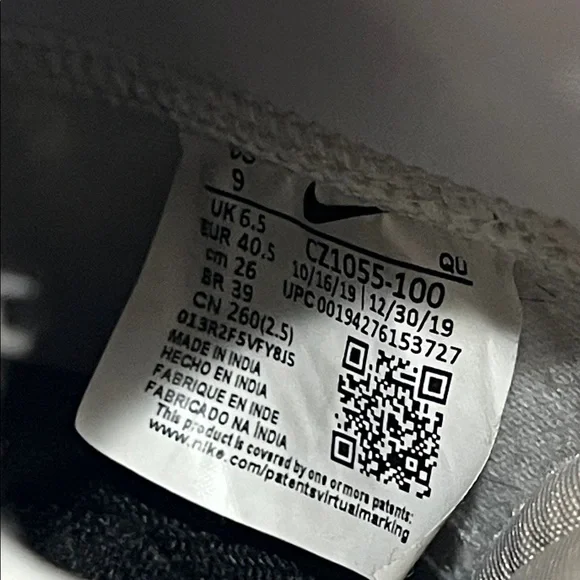 US
9
UK 6.5
EUR 40.5
cm 26
BR 39
CN 260(2.5)
013R2F5VFY8JS
MADE IN INDIA
HECHO EN INDIA
FABRIQUE EN INDE
FABRICADO NA ÍNDIA
This product is covered by one or more patents:
www.nike.com/patentsvirtualmarking
QU
CZ1055-100
10/16/19 | 12/30/19
UPC 00194276153727